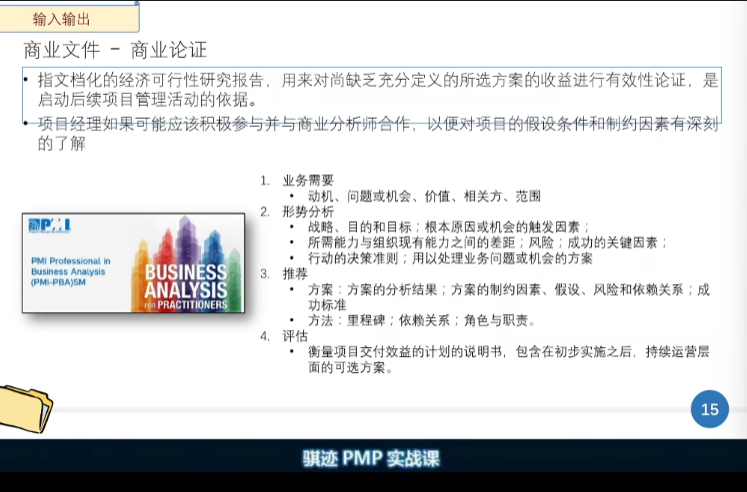 输入输出
商业文件 - 商业论证
• 指文档化的经济可行性研究报告，用来对尚缺乏充分定义的所选方案的收益进行有效性论证，是
启动后续项目管理活动的依据。
• 项目经理如果可能应该积极参与并与商业分析师合作，以便对项目的假设条件和制约因素有深刻
的了解
1. 业务需要
• 动机、问题或机会、价值、相关方、范围
2. 形势分析
• 战略、目的和目标；根本原因或机会的触发因素；
• 所需能力与组织现有能力之间的差距；风险；成功的关键因素；
• 行动的决策准则；用以处理业务问题或机会的方案
3. 推荐
• 方案：方案的分析结果；方案的制约因素、假设、风险和依赖关系；成
功标准
• 方法：里程碑；依赖关系；角色与职责。
4. 评估
• 衡量项目交付效益的计划的说明书，包含在初步实施之后，持续运营层
面的可选方案。
PMI
PMI Professional in
Business Analysis
(PMI-PBA)SM
BUSINESS
ANALYSIS
FOR PRACTITIONERS
15
骐迹 PMP 实战课